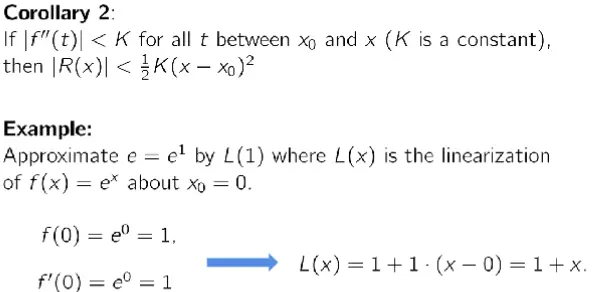 Corollary 2:
If |f″(t)| < K for all t between x₀ and x (K is a constant),
then |R(x)| < ½K(x − x₀)²
Example:
Approximate e = e¹ by L(1) where L(x) is the linearization
of f(x) = eˣ about x₀ = 0.
f(0) = e⁰ = 1,
L(x) = 1 + 1 · (x − 0) = 1 + x.
f′(0) = e⁰ = 1